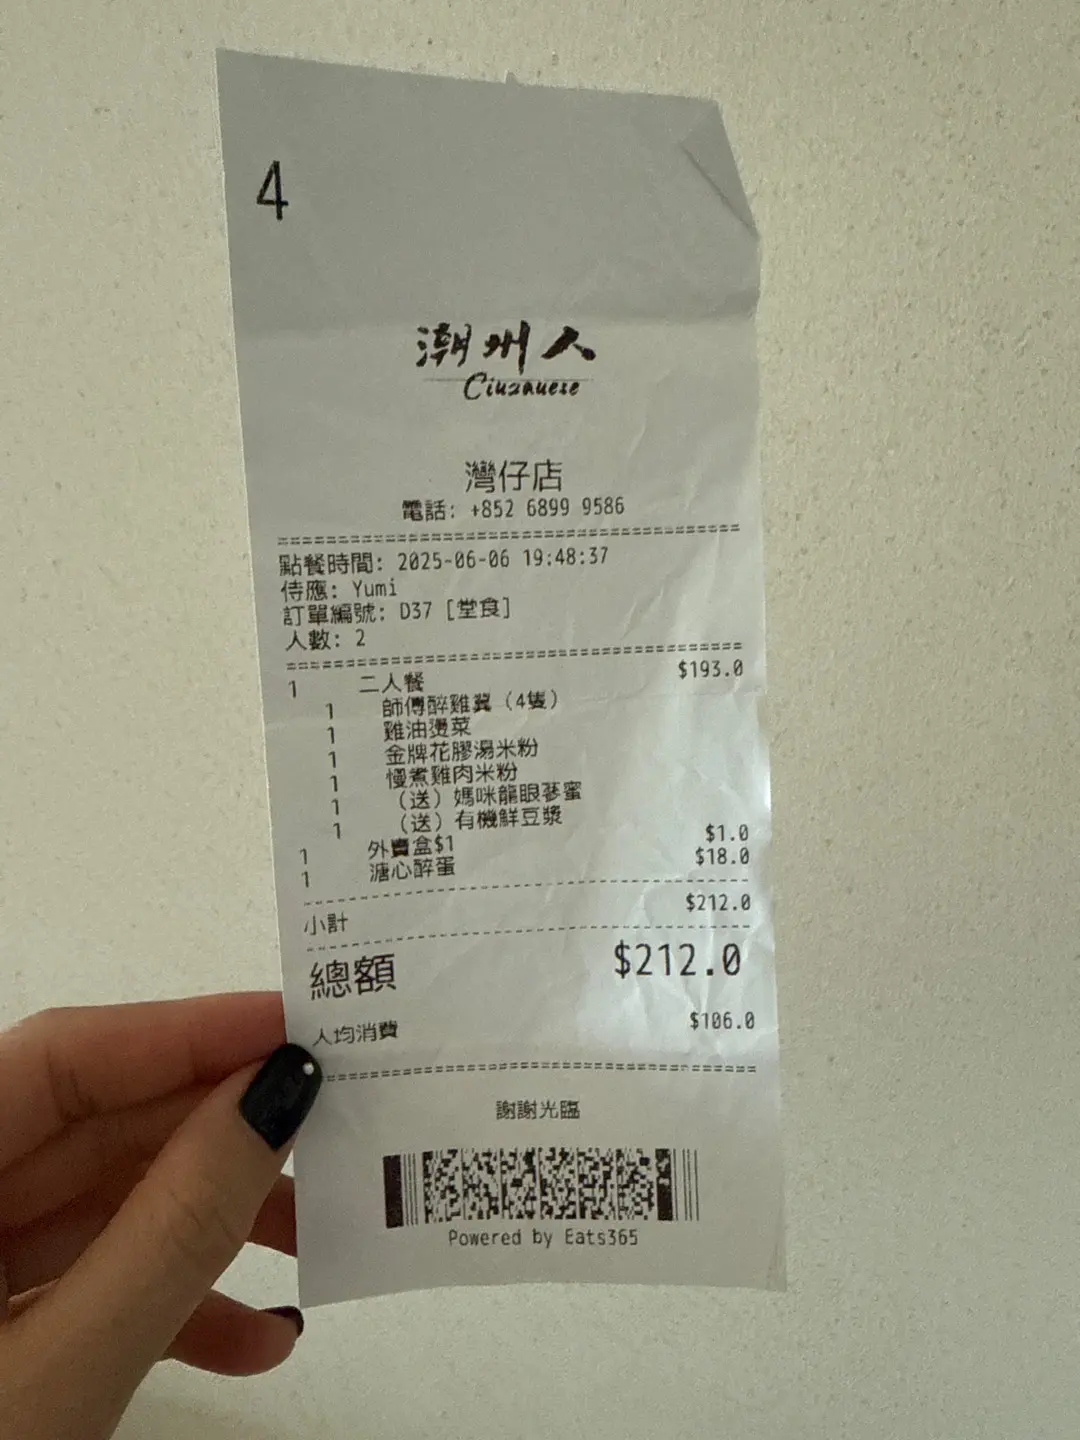 4
潮州人
Ciuzanuese
灣仔店
電話: +852 6899 9586
點餐時間: 2025-06-06 19:48:37
侍應: Yumi
訂單編號: D37 [堂食]
人數: 2
1 二人餐 $193.0
1 師傅醉雞翼 (4隻)
1 雞油燙菜
1 金牌花膠湯米粉
1 慢煮雞肉米粉
1 (送) 媽咪龍眼蔘蜜
1 (送) 有機鮮豆漿
1 外賣盒$1 $1.0
1 溏心醉蛋 $18.0
小計 $212.0
總額 $212.0
人均消費 $106.0
謝謝光臨
Powered by Eats365